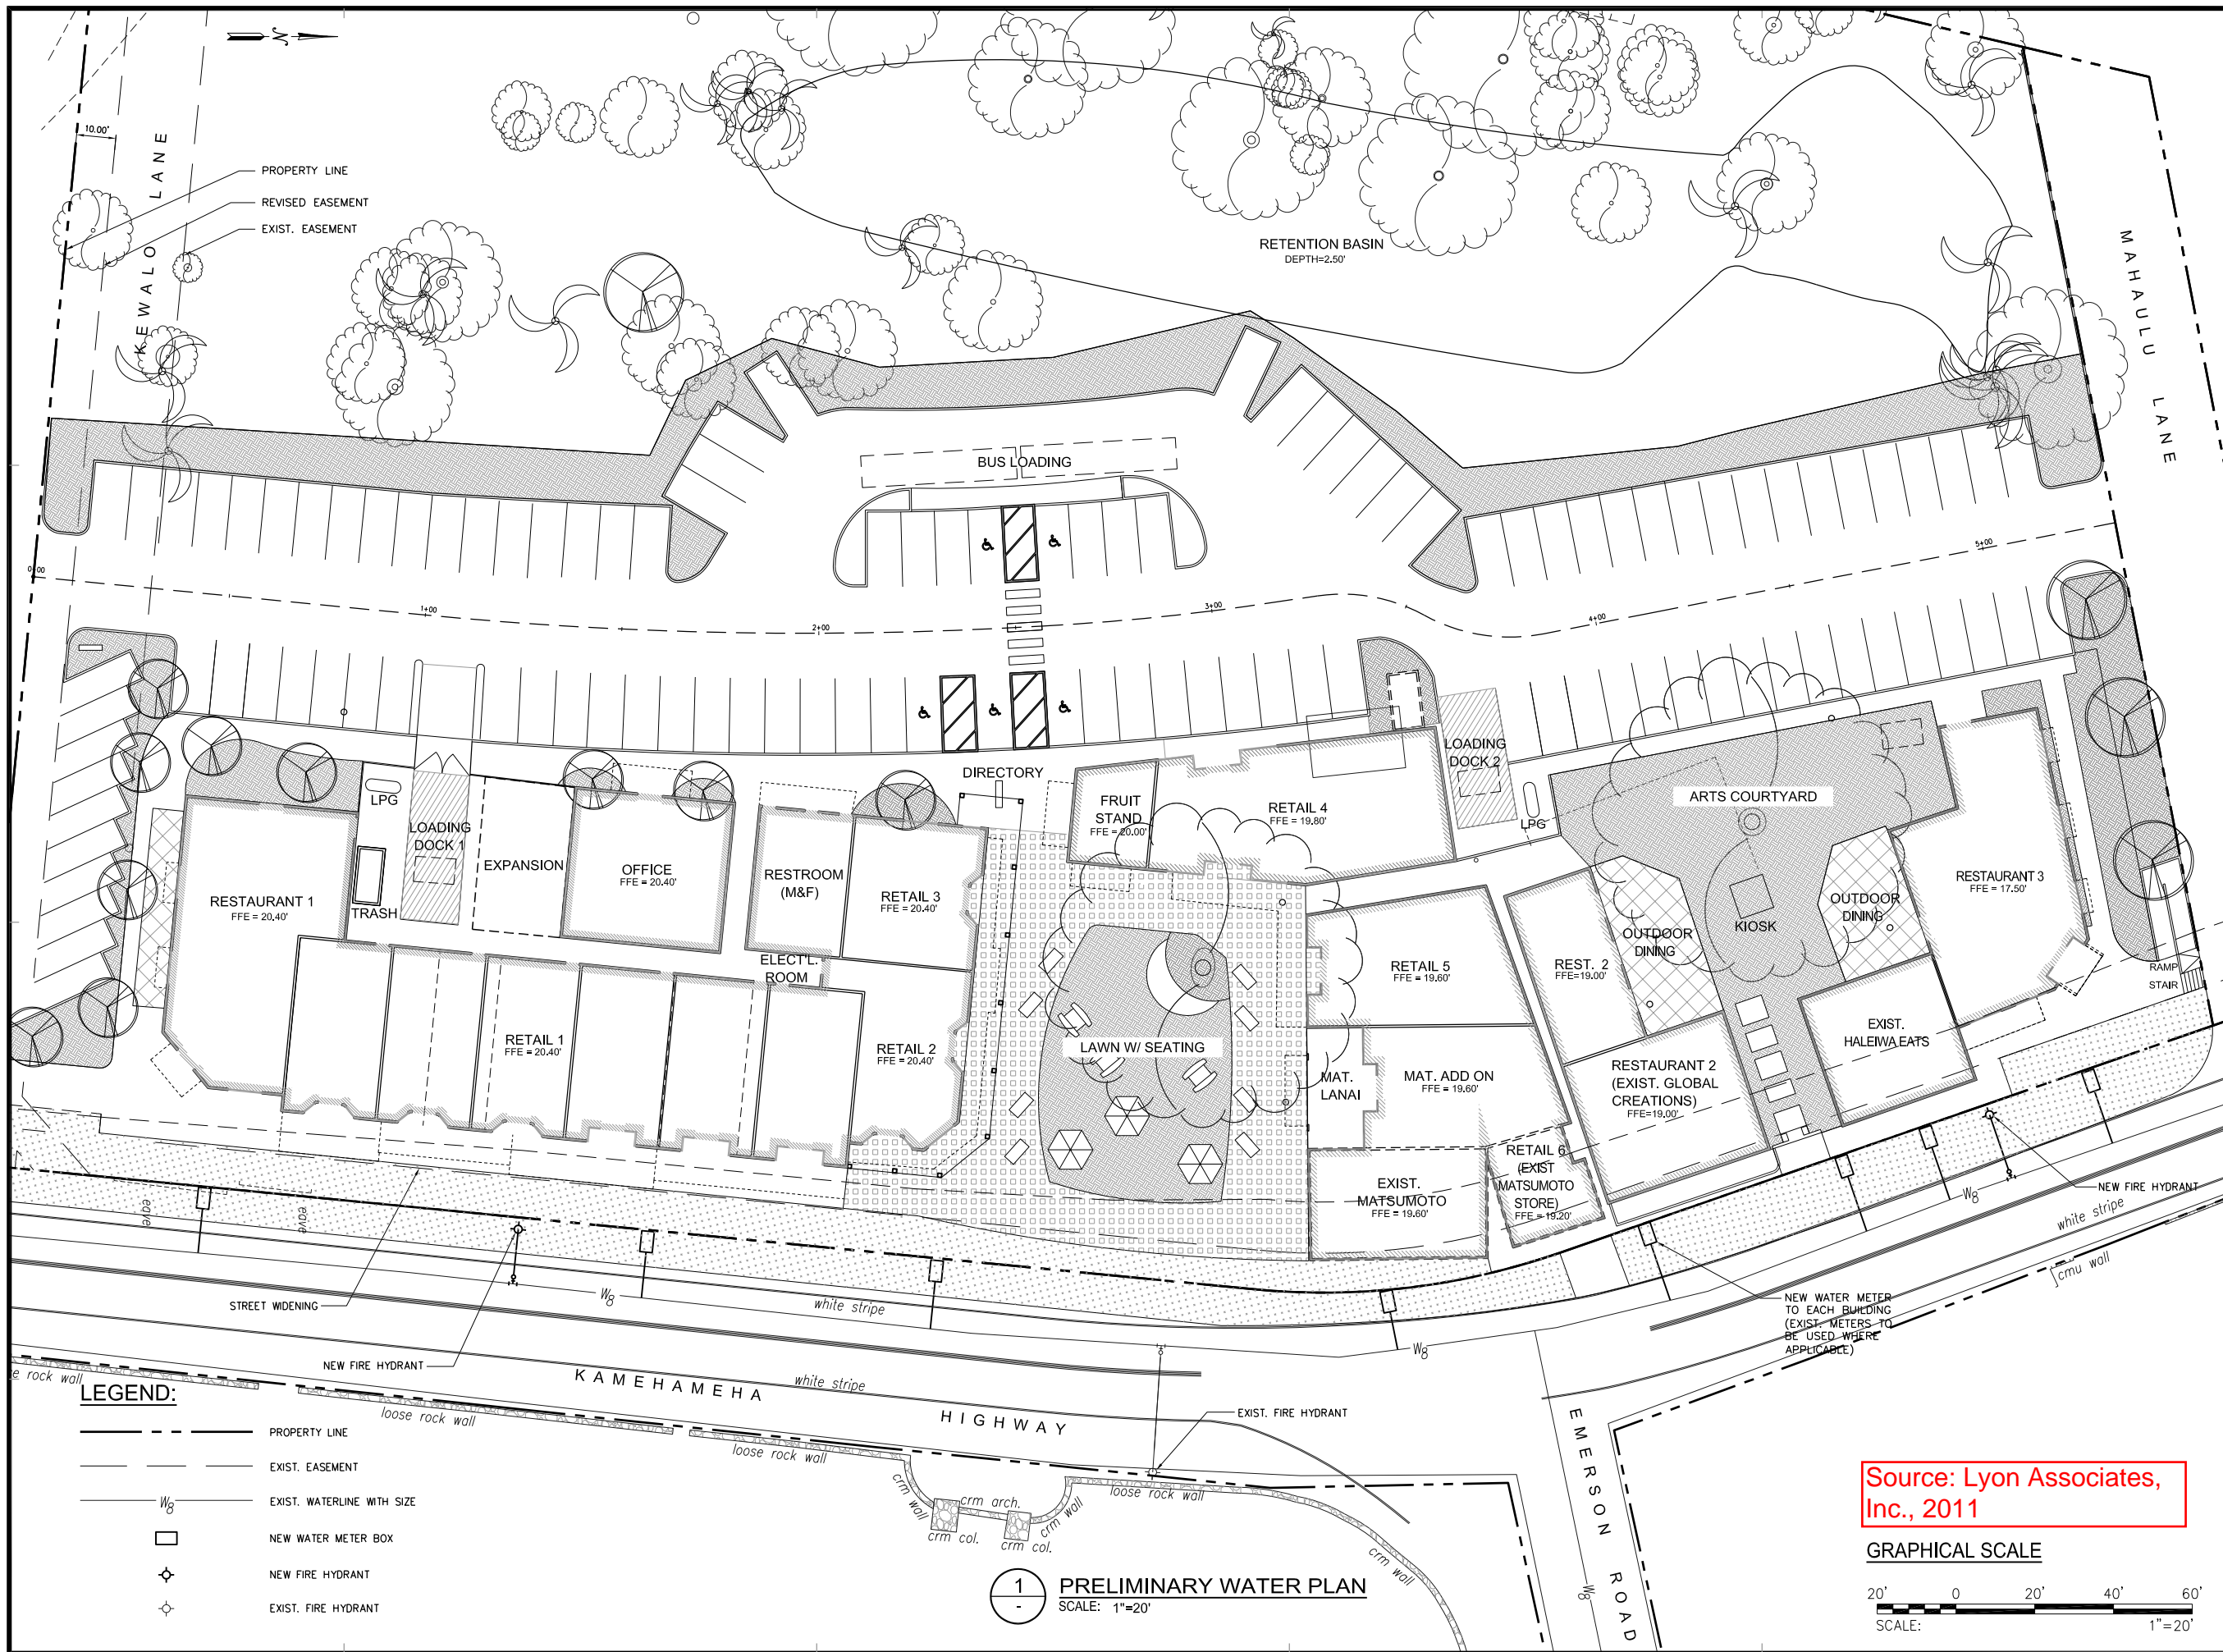 N
10.00'
KEWALO LANE
PROPERTY LINE
REVISED EASEMENT
EXIST. EASEMENT
RETENTION BASIN
DEPTH=2.50'
MAHAULU LANE
BUS LOADING
0+00
1+00
2+00
3+00
4+00
5+00
LPG
LOADING
DOCK 1
TRASH
EXPANSION
OFFICE
FFE = 20.40'
RESTROOM
(M&F)
RETAIL 3
FFE = 20.40'
DIRECTORY
FRUIT
STAND
FFE = 20.00'
RETAIL 4
FFE = 19.80'
LOADING
DOCK 2
LPG
ARTS COURTYARD
RESTAURANT 1
FFE = 20.40'
ELECT'L.
ROOM
RETAIL 1
FFE = 20.40'
RETAIL 2
FFE = 20.40'
LAWN W/ SEATING
RETAIL 5
FFE = 19.60'
REST. 2
FFE=19.00'
OUTDOOR
DINING
KIOSK
OUTDOOR
DINING
RESTAURANT 3
FFE = 17.50'
RAMP
STAIR
MAT.
LANAI
MAT. ADD ON
FFE = 19.60'
RESTAURANT 2
(EXIST. GLOBAL
CREATIONS)
FFE=19.00'
EXIST.
HALEIWA EATS
EXIST.
MATSUMOTO
FFE = 19.60'
RETAIL 6
(EXIST
MATSUMOTO
STORE)
FFE = 19.20'
NEW FIRE HYDRANT
eave
eave
W8
white stripe
W8
white stripe
W8
cmu wall
STREET WIDENING
NEW FIRE HYDRANT
NEW WATER METER
TO EACH BUILDING
(EXIST. METERS TO
BE USED WHERE
APPLICABLE)
KAMEHAMEHA HIGHWAY
white stripe
e rock wall
loose rock wall
loose rock wall
loose rock wall
EXIST. FIRE HYDRANT
crm wall
crm arch.
crm wall
crm col.
crm col.
crm wall
EMERSON ROAD
W8
LEGEND:
PROPERTY LINE
EXIST. EASEMENT
W8
EXIST. WATERLINE WITH SIZE
NEW WATER METER BOX
NEW FIRE HYDRANT
EXIST. FIRE HYDRANT
1
-
PRELIMINARY WATER PLAN
SCALE: 1"=20'
Source: Lyon Associates,
Inc., 2011
GRAPHICAL SCALE
20' 0 20' 40' 60'
SCALE: 1"=20'